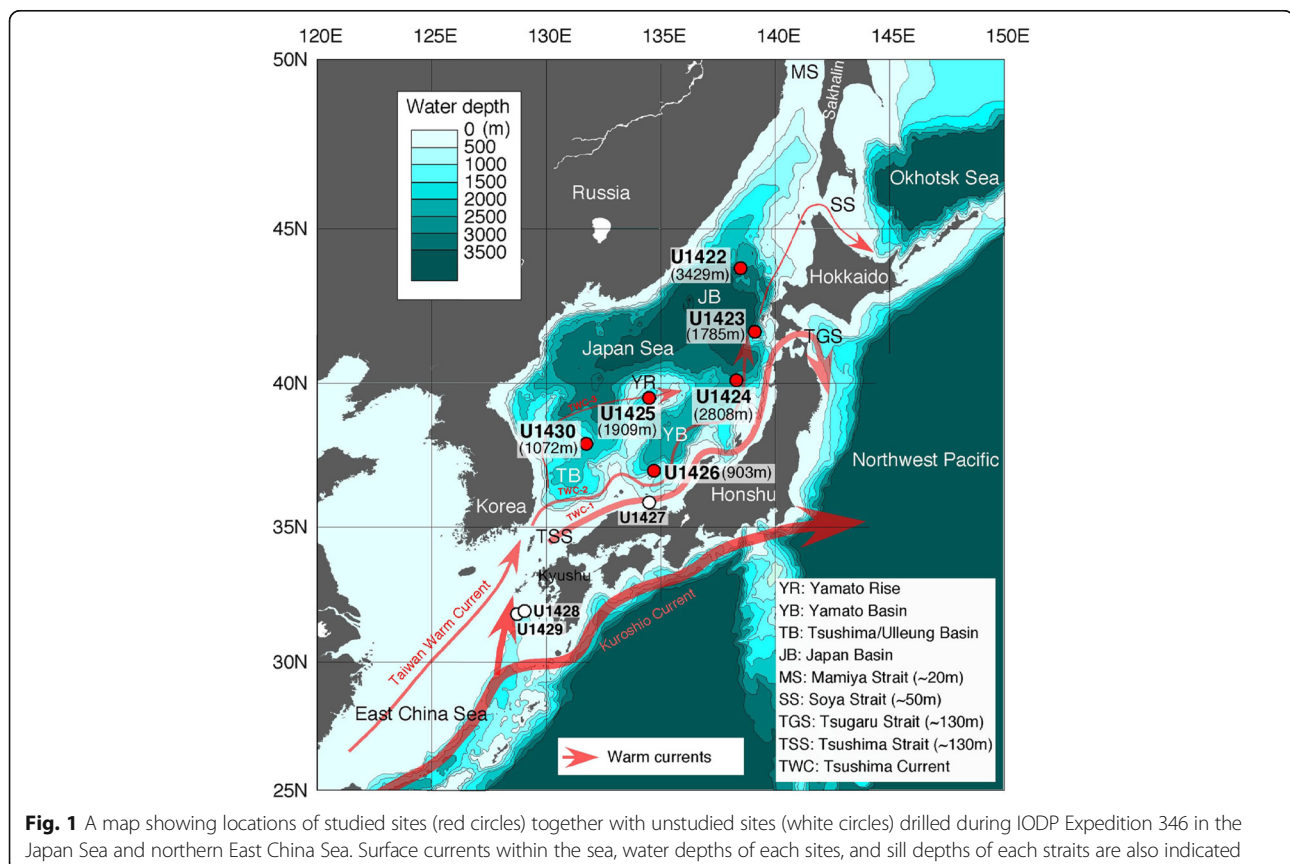 120E 125E 130E 135E 140E 145E 150E
50N
45N
40N
35N
30N
25N
Water depth
0 (m)
500
1000
1500
2000
2500
3000
3500
MS
Sakhalin
Okhotsk Sea
Russia
SS
U1422
(3429m)
Hokkaido
JB
U1423
(1785m)
TGS
Japan Sea
YR
U1424
(2808m)
U1425
(1909m)
U1430
(1072m)
YB
Northwest Pacific
TB
U1426 (903m)
TWC-2
Korea
Honshu
TWC-1
U1427
TSS
Kyushu
U1428
U1429
Taiwan Warm Current
Kuroshio Current
East China Sea
Warm currents
YR: Yamato Rise
YB: Yamato Basin
TB: Tsushima/Ulleung Basin
JB: Japan Basin
MS: Mamiya Strait (~20m)
SS: Soya Strait (~50m)
TGS: Tsugaru Strait (~130m)
TSS: Tsushima Strait (~130m)
TWC: Tsushima Current
Fig. 1 A map showing locations of studied sites (red circles) together with unstudied sites (white circles) drilled during IODP Expedition 346 in the
Japan Sea and northern East China Sea. Surface currents within the sea, water depths of each sites, and sill depths of each straits are also indicated